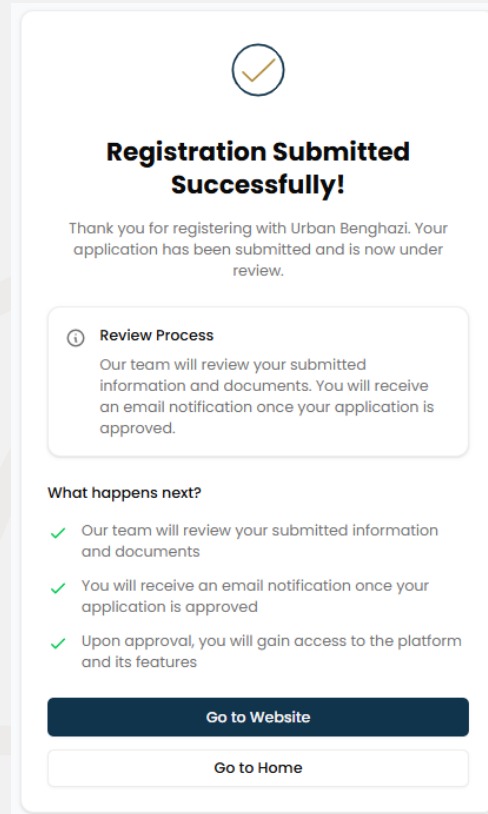 Registration Submitted
Successfully!
Thank you for registering with Urban Benghazi. Your
application has been submitted and is now under
review.
Review Process
Our team will review your submitted
information and documents. You will receive
an email notification once your application is
approved.
What happens next?
Our team will review your submitted information
and documents
You will receive an email notification once your
application is approved
Upon approval, you will gain access to the platform
and its features
Go to Website
Go to Home